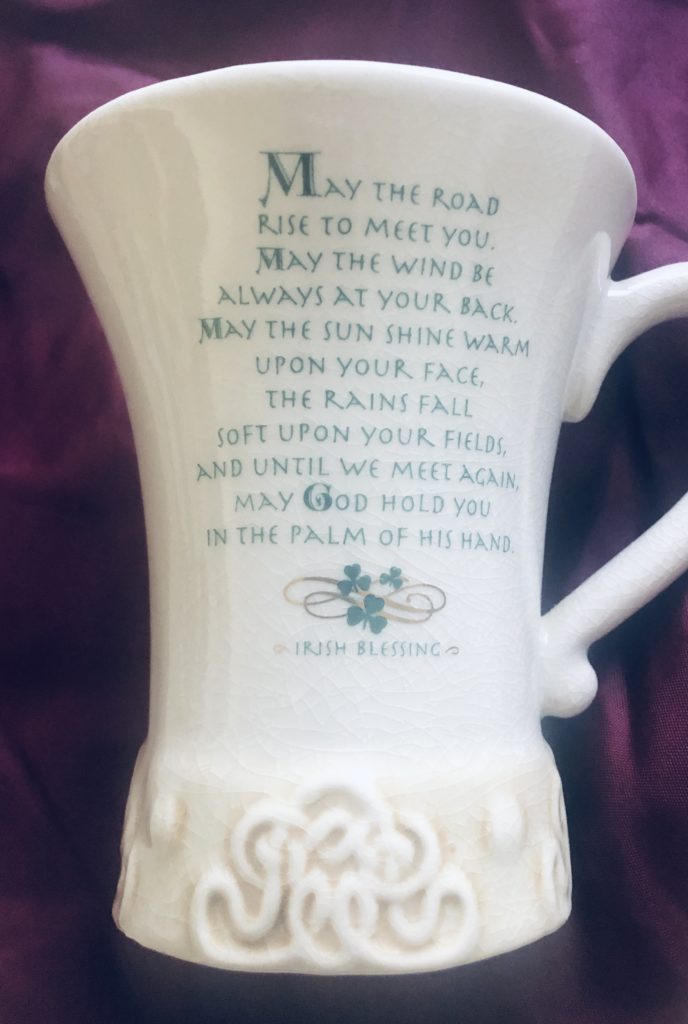 MAY THE ROAD
RISE TO MEET YOU.
MAY THE WIND BE
ALWAYS AT YOUR BACK.
MAY THE SUN SHINE WARM
UPON YOUR FACE,
THE RAINS FALL
SOFT UPON YOUR FIELDS,
AND UNTIL WE MEET AGAIN,
MAY GOD HOLD YOU
IN THE PALM OF HIS HAND.
IRISH BLESSING